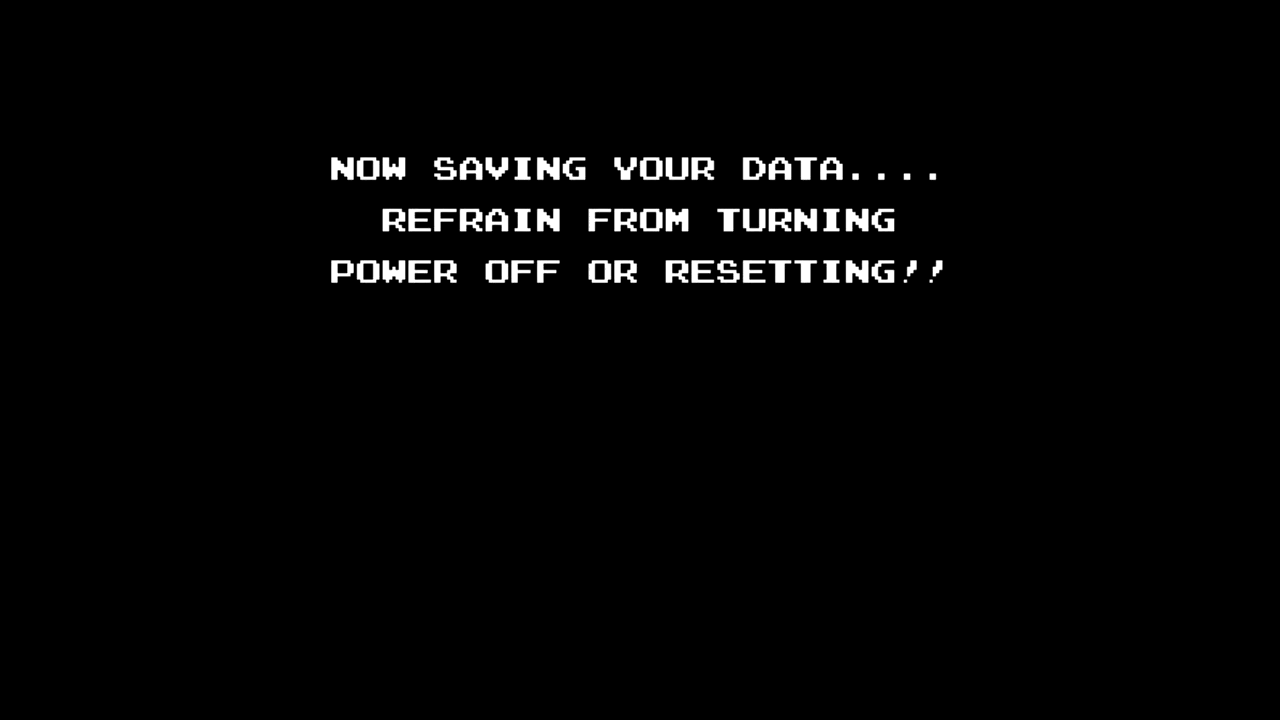 NOW SAVING YOUR DATA....
REFRAIN FROM TURNING
POWER OFF OR RESETTING!!